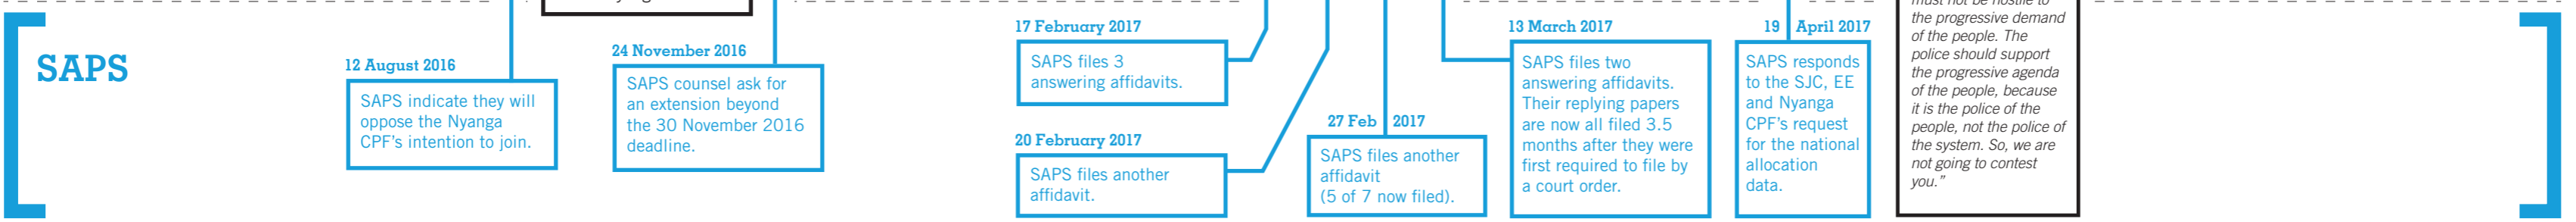 SAPS
12 August 2016
SAPS indicate they will
oppose the Nyanga
CPF's intention to join.
24 November 2016
SAPS counsel ask for
an extension beyond
the 30 November 2016
deadline.
17 February 2017
SAPS files 3
answering affidavits.
20 February 2017
SAPS files another
affidavit.
27 Feb 2017
SAPS files another
affidavit
(5 of 7 now filed).
13 March 2017
SAPS files two
answering affidavits.
Their replying papers
are now all filed 3.5
months after they were
first required to file by
a court order.
19 April 2017
SAPS responds
to the SJC, EE
and Nyanga
CPF's request
for the national
allocation
data.
must not be hostile to
the progressive demand
of the people. The
police should support
the progressive agenda
of the people, because
it is the police of the
people, not the police of
the system. So, we are
not going to contest
you."